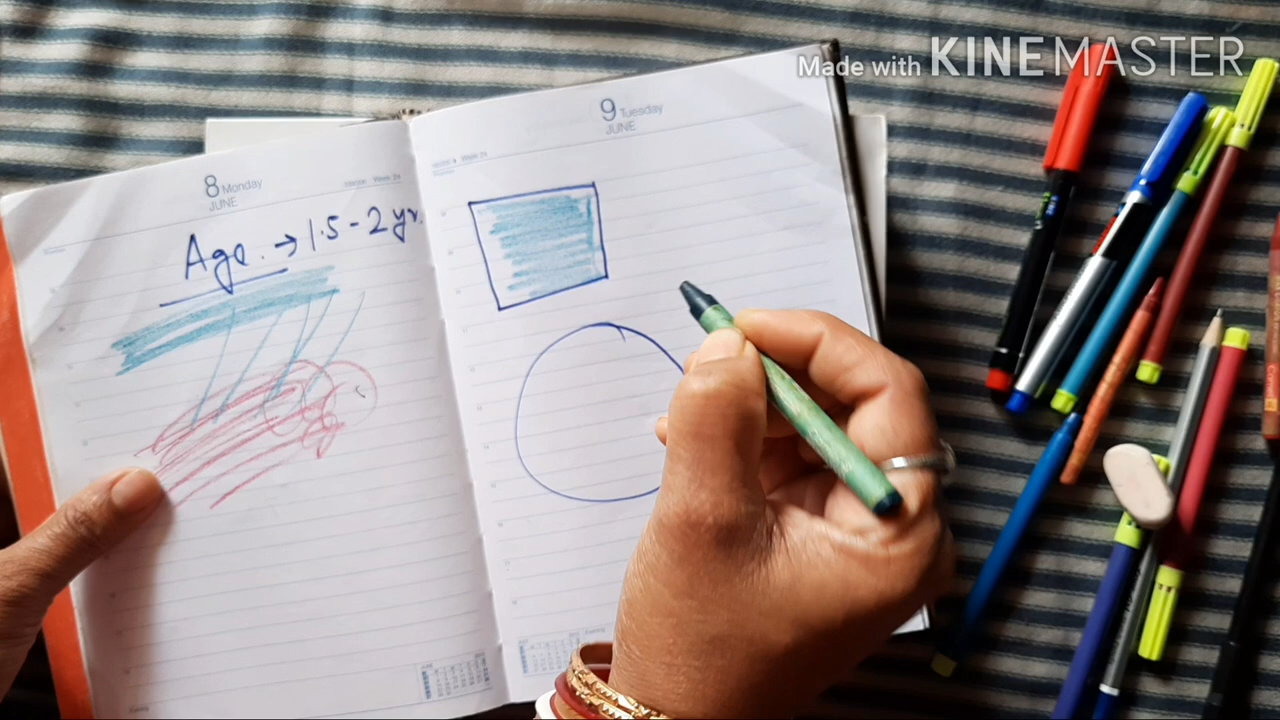 Made with KINEMASTER
8 Monday
JUNE
Age. → 1.5-2 yr.
9 Tuesday
JUNE